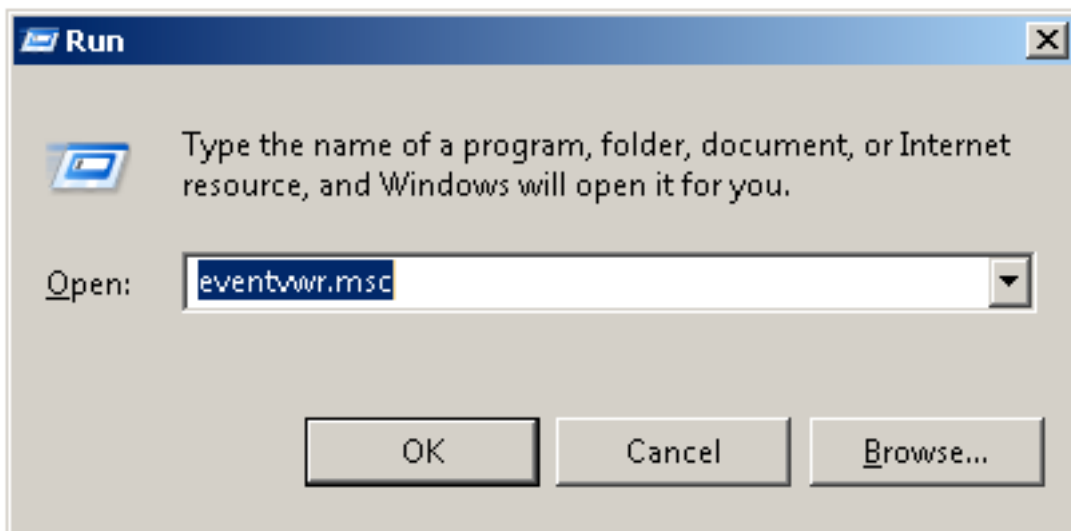 Run
Type the name of a program, folder, document, or Internet
resource, and Windows will open it for you.
Open: eventvwr.msc
OK Cancel Browse...